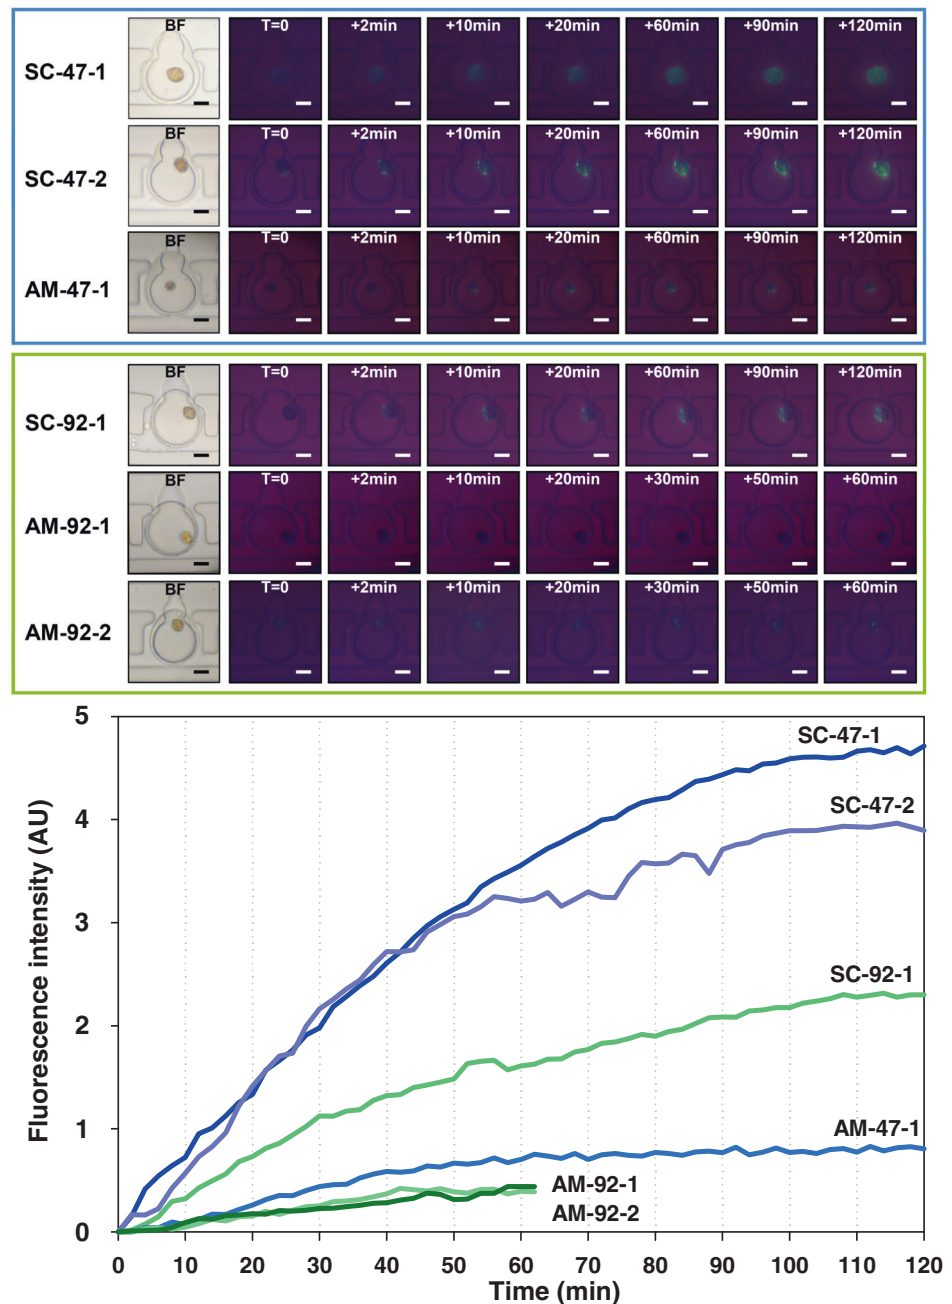 BF T=0 +2min +10min +20min +60min +90min +120min
SC-47-1
BF T=0 +2min +10min +20min +60min +90min +120min
SC-47-2
BF T=0 +2min +10min +20min +60min +90min +120min
AM-47-1
BF T=0 +2min +10min +20min +60min +90min +120min
SC-92-1
BF T=0 +2min +10min +20min +30min +50min +60min
AM-92-1
BF T=0 +2min +10min +20min +30min +50min +60min
AM-92-2
Fluorescence intensity (AU)
5
4
3
2
1
0
SC-47-1
SC-47-2
SC-92-1
AM-47-1
AM-92-1
AM-92-2
0 10 20 30 40 50 60 70 80 90 100 110 120
Time (min)